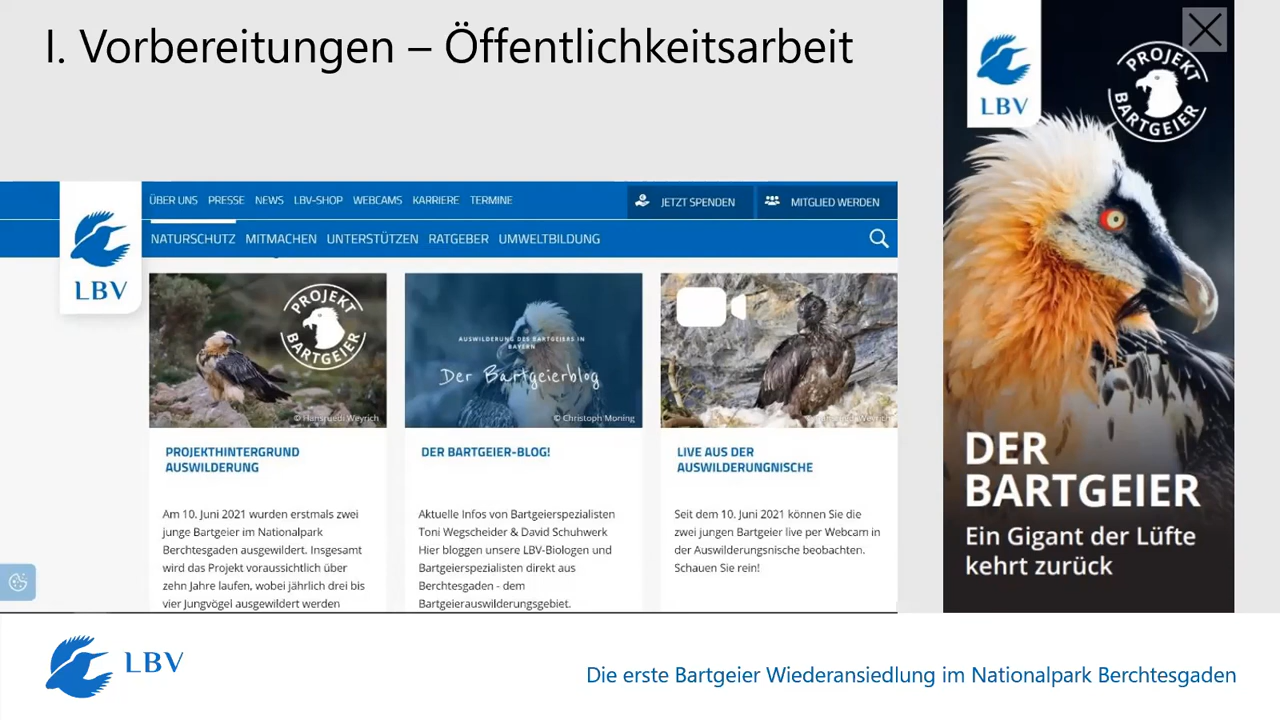 I. Vorbereitungen – Öffentlichkeitsarbeit
LBV
PROJEKT
BARTGEIER
DER
BARTGEIER
Ein Gigant der Lüfte
kehrt zurück
LBV
ÜBER UNS PRESSE NEWS LBV-SHOP WEBCAMS KARRIERE TERMINE
JETZT SPENDEN
MITGLIED WERDEN
NATURSCHUTZ MITMACHEN UNTERSTÜTZEN RATGEBER UMWELTBILDUNG
PROJEKT
BARTGEIER
© Hansruedi Weyrich
PROJEKTHINTERGRUND
AUSWILDERUNG
Am 10. Juni 2021 wurden erstmals zwei
junge Bartgeier im Nationalpark
Berchtesgaden ausgewildert. Insgesamt
wird das Projekt voraussichtlich über
zehn Jahre laufen, wobei jährlich drei bis
vier Jungvögel ausgewildert werden
AUSWILDERUNG DES BARTGEIERS IN
BAYERN
Der Bartgeierblog
© Christoph Moning
DER BARTGEIER-BLOG!
Aktuelle Infos von Bartgeierspezialisten
Toni Wegscheider & David Schuhwerk
Hier bloggen unsere LBV-Biologen und
Bartgeierspezialisten direkt aus
Berchtesgaden - dem
Bartgeierauswilderungsgebiet.
LIVE AUS DER
AUSWILDERUNGNISCHE
Seit dem 10. Juni 2021 können Sie die
zwei jungen Bartgeier live per Webcam in
der Auswilderungsnische beobachten.
Schauen Sie rein!
LBV
Die erste Bartgeier Wiederansiedlung im Nationalpark Berchtesgaden